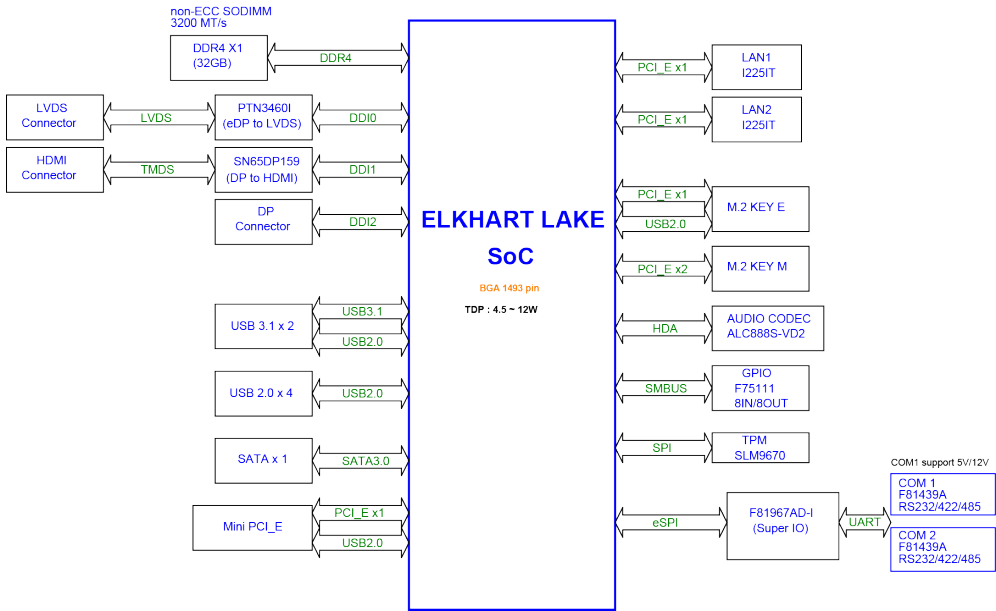 non-ECC SODIMM
3200 MT/s
DDR4 X1
(32GB)
DDR4
LVDS
Connector
LVDS
PTN3460I
(eDP to LVDS)
DDI0
HDMI
Connector
TMDS
SN65DP159
(DP to HDMI)
DDI1
DP
Connector
DDI2
USB 3.1 x 2
USB3.1
USB2.0
USB 2.0 x 4
USB2.0
SATA x 1
SATA3.0
Mini PCI_E
PCI_E x1
USB2.0
ELKHART LAKE
SoC
BGA 1493 pin
TDP : 4.5 ~ 12W
PCI_E x1
LAN1
I225IT
PCI_E x1
LAN2
I225IT
PCI_E x1
USB2.0
M.2 KEY E
PCI_E x2
M.2 KEY M
HDA
AUDIO CODEC
ALC888S-VD2
SMBUS
GPIO
F75111
8IN/8OUT
SPI
TPM
SLM9670
eSPI
F81967AD-I
(Super IO)
UART
COM1 support 5V/12V
COM 1
F81439A
RS232/422/485
COM 2
F81439A
RS232/422/485